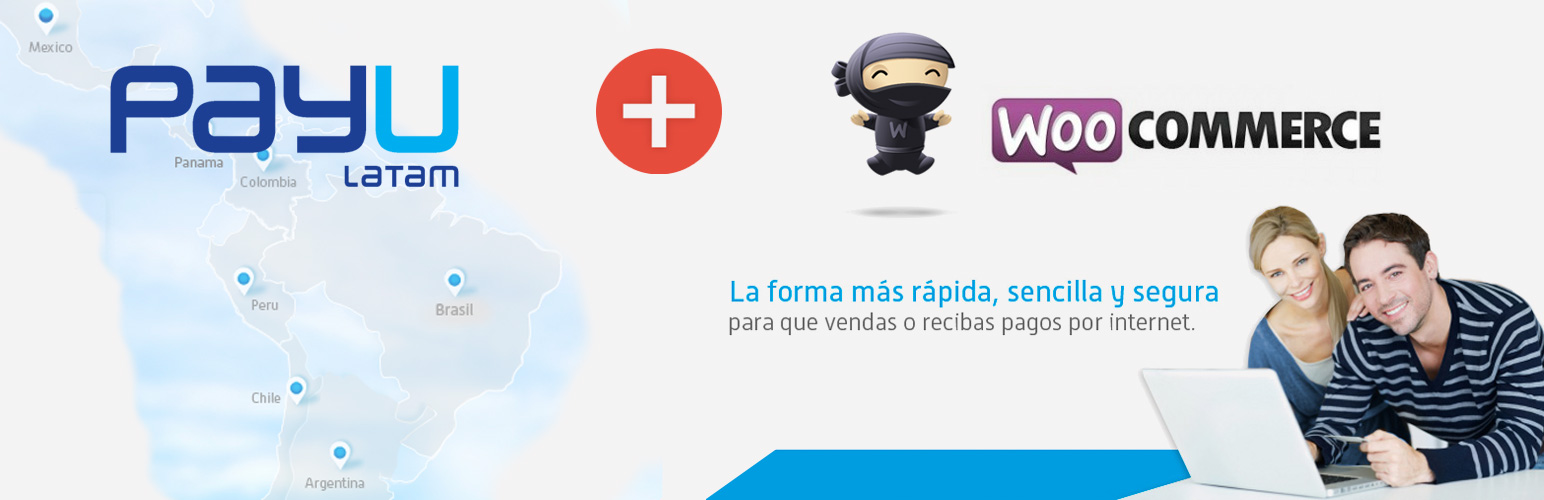 Mexico
PayU
LATAM
Panama
Colombia
Peru
Brasil
Chile
Argentina
W
WOO COMMERCE
La forma más rápida, sencilla y segura
para que vendas o recibas pagos por internet.